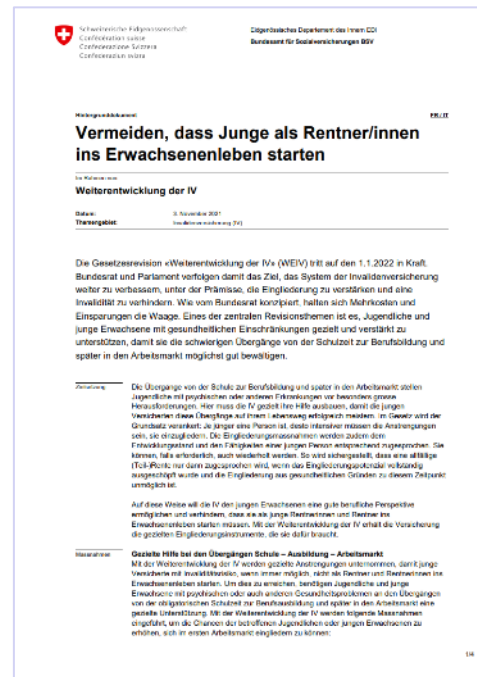 Schweizerische Eidgenossenschaft
Confédération suisse
Confederazione Svizzera
Confederaziun svizra
Eidgenössisches Departement des Innern EDI
Bundesamt für Sozialversicherungen BSV
Hintergrunddokument
FR / IT
Vermeiden, dass Junge als Rentner/innen
ins Erwachsenenleben starten
Im Rahmen von:
Weiterentwicklung der IV
Datum: 3. November 2021
Themengebiet: Invalidenversicherung (IV)
Die Gesetzesrevision «Weiterentwicklung der IV» (WEIV) tritt auf den 1.1.2022 in Kraft.
Bundesrat und Parlament verfolgen damit das Ziel, das System der Invalidenversicherung
weiter zu verbessern, unter der Prämisse, die Eingliederung zu verstärken und eine
Invalidität zu verhindern. Wie vom Bundesrat konzipiert, halten sich Mehrkosten und
Einsparungen die Waage. Eines der zentralen Revisionsthemen ist es, Jugendliche und
junge Erwachsene mit gesundheitlichen Einschränkungen gezielt und verstärkt zu
unterstützen, damit sie die schwierigen Übergänge von der Schulzeit zur Berufsbildung und
später in den Arbeitsmarkt möglichst gut bewältigen.
Zielsetzung
Die Übergänge von der Schule zur Berufsbildung und später in den Arbeitsmarkt stellen
Jugendliche mit psychischen oder anderen Erkrankungen vor besonders grosse
Herausforderungen. Hier muss die IV gezielt ihre Hilfe ausbauen, damit die jungen
Versicherten diese Übergänge auf ihrem Lebensweg erfolgreich meistern. Im Gesetz wird der
Grundsatz verankert: Je jünger eine Person ist, desto intensiver müssen die Anstrengungen
sein, sie einzugliedern. Die Eingliederungsmassnahmen werden zudem dem
Entwicklungsstand und den Fähigkeiten einer jungen Person entsprechend zugesprochen. Sie
können, falls erforderlich, auch wiederholt werden. So wird sichergestellt, dass eine allfällige
(Teil-)Rente nur dann zugesprochen wird, wenn das Eingliederungspotenzial vollständig
ausgeschöpft wurde und die Eingliederung aus gesundheitlichen Gründen zu diesem Zeitpunkt
unmöglich ist.
Auf diese Weise will die IV den jungen Erwachsenen eine gute berufliche Perspektive
ermöglichen und verhindern, dass sie als junge Rentnerinnen und Rentner ins
Erwachsenenleben starten müssen. Mit der Weiterentwicklung der IV erhält die Versicherung
die gezielten Eingliederungsinstrumente, die sie dafür braucht.
Massnahmen
Gezielte Hilfe bei den Übergängen Schule – Ausbildung – Arbeitsmarkt
Mit der Weiterentwicklung der IV werden gezielte Anstrengungen unternommen, damit junge
Versicherte mit Invaliditätsrisiko, wenn immer möglich, nicht als Rentner und Rentnerinnen ins
Erwachsenenleben starten. Um dies zu erreichen, benötigen Jugendliche und junge
Erwachsene mit psychischen oder auch anderen Gesundheitsproblemen an den Übergängen
von der obligatorischen Schulzeit zur Berufsausbildung und später in den Arbeitsmarkt eine
gezielte Unterstützung. Mit der Weiterentwicklung der IV werden folgende Massnahmen
eingeführt, um die Chancen der betroffenen Jugendlichen oder jungen Erwachsenen zu
erhöhen, sich im ersten Arbeitsmarkt eingliedern zu können: